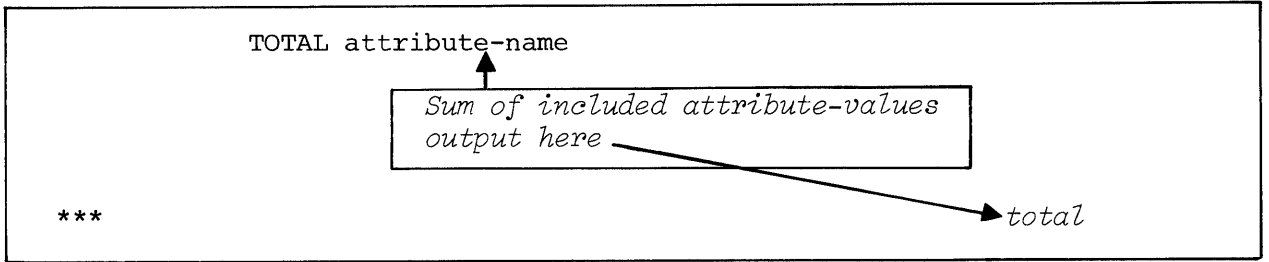 TOTAL attribute-name
Sum of included attribute-values
output here
*** total